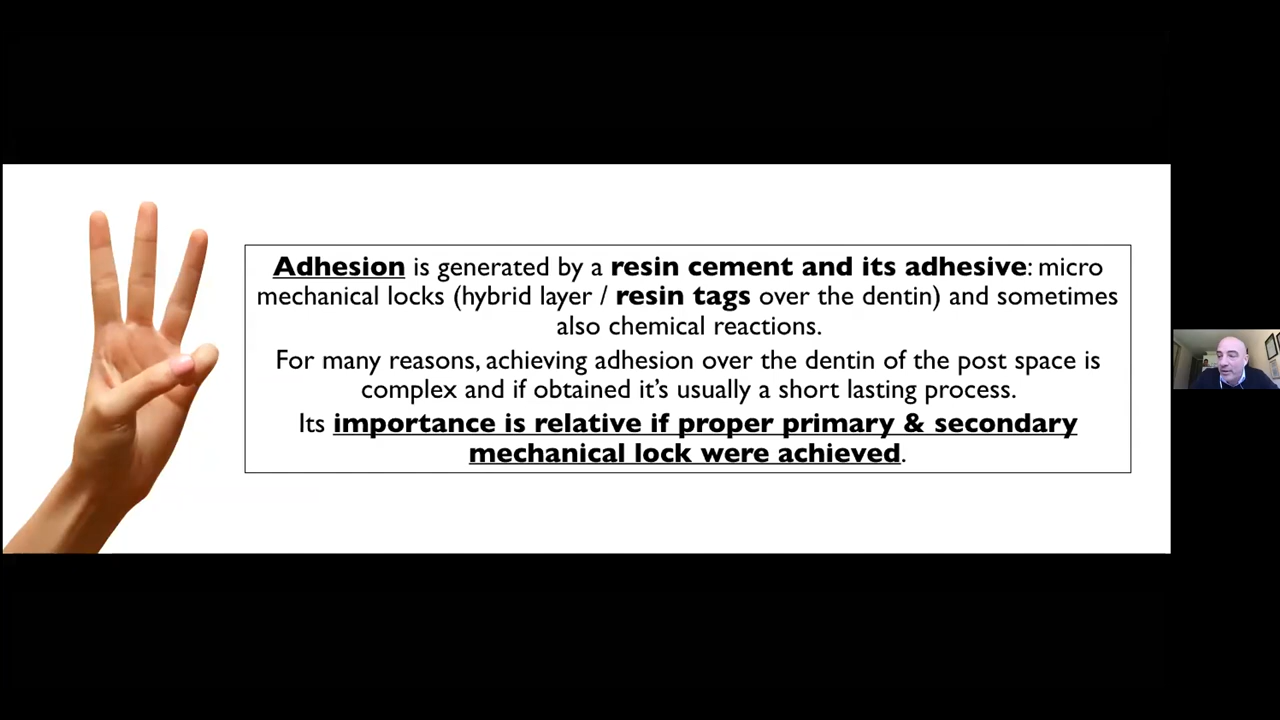 Adhesion is generated by a resin cement and its adhesive: micro
mechanical locks (hybrid layer / resin tags over the dentin) and sometimes
also chemical reactions.
For many reasons, achieving adhesion over the dentin of the post space is
complex and if obtained it’s usually a short lasting process.
Its importance is relative if proper primary & secondary
mechanical lock were achieved.